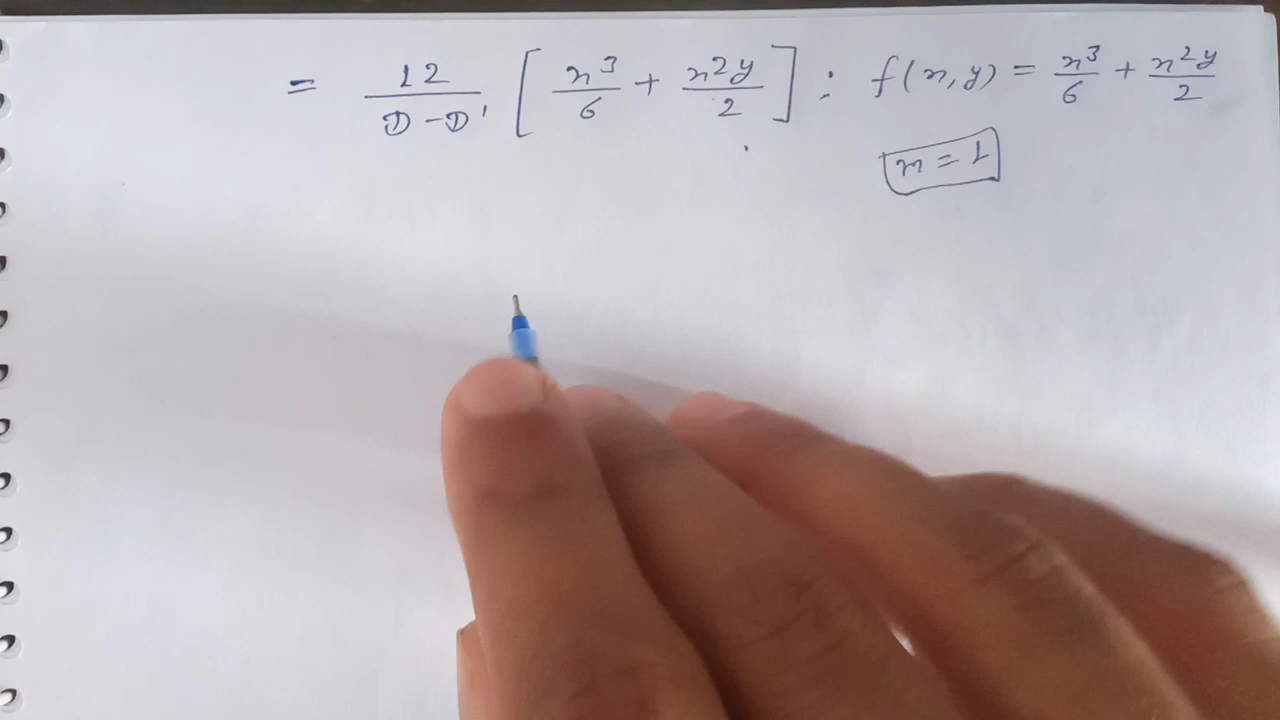 = 12/(D-D') [x³/6 + x²y/2] : f(x,y) = x³/6 + x²y/2
m=1